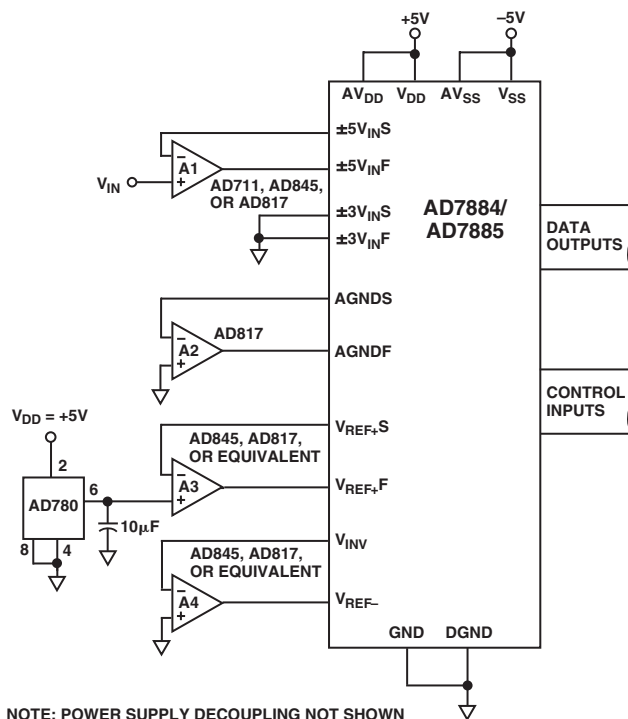 +5V
–5V
AVDD
VDD
AVSS
VSS
±5VINS
A1
VIN
±5VINF
AD711, AD845,
OR AD817
±3VINS
±3VINF
AD7884/
AD7885
DATA
OUTPUTS
AGNDS
AD817
A2
AGNDF
CONTROL
INPUTS
VDD = +5V
VREF+S
AD845, AD817,
OR EQUIVALENT
2
6
AD780
A3
VREF+F
10μF
8
4
VINV
AD845, AD817,
OR EQUIVALENT
A4
VREF–
GND
DGND
NOTE: POWER SUPPLY DECOUPLING NOT SHOWN